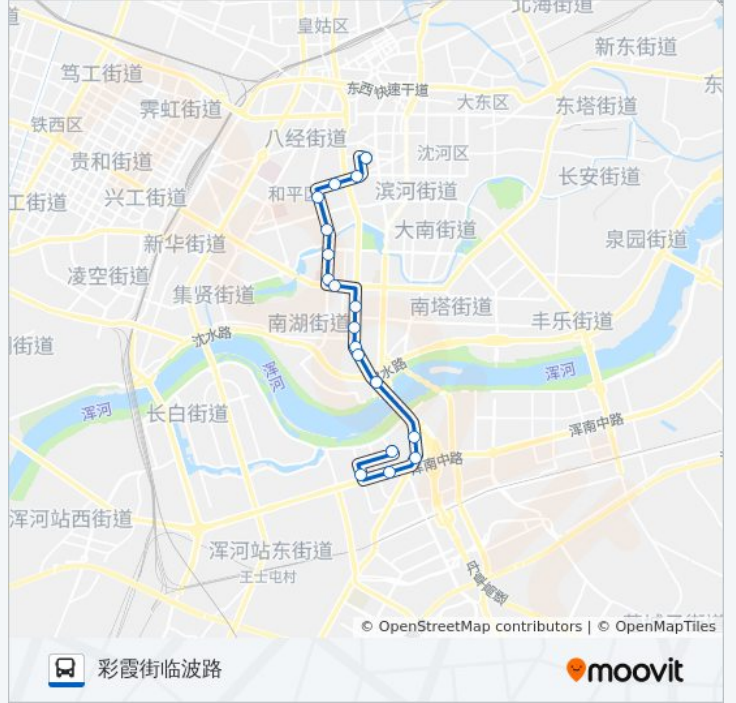 北海街道
皇姑区
新东街道
笃工街道
东西快速干道
霁虹街道
大东区
东塔街道
东
铁西区
八经街道
沈河区
贵和街道
长安街道
工街道
兴工街道
和平区
滨河街道
大南街道
新华街道
泉园街道
凌空街道
集贤街道
南塔街道
南湖街道
丰乐街道
沈水路
街道
浑河
水路
浑河
浑河
长白街道
浑南中路
浑南中路
浑河站西街道
浑河站东街道
王士屯村
丹阜高速
© OpenStreetMap contributors | © OpenMapTiles
彩霞街临波路
moovit